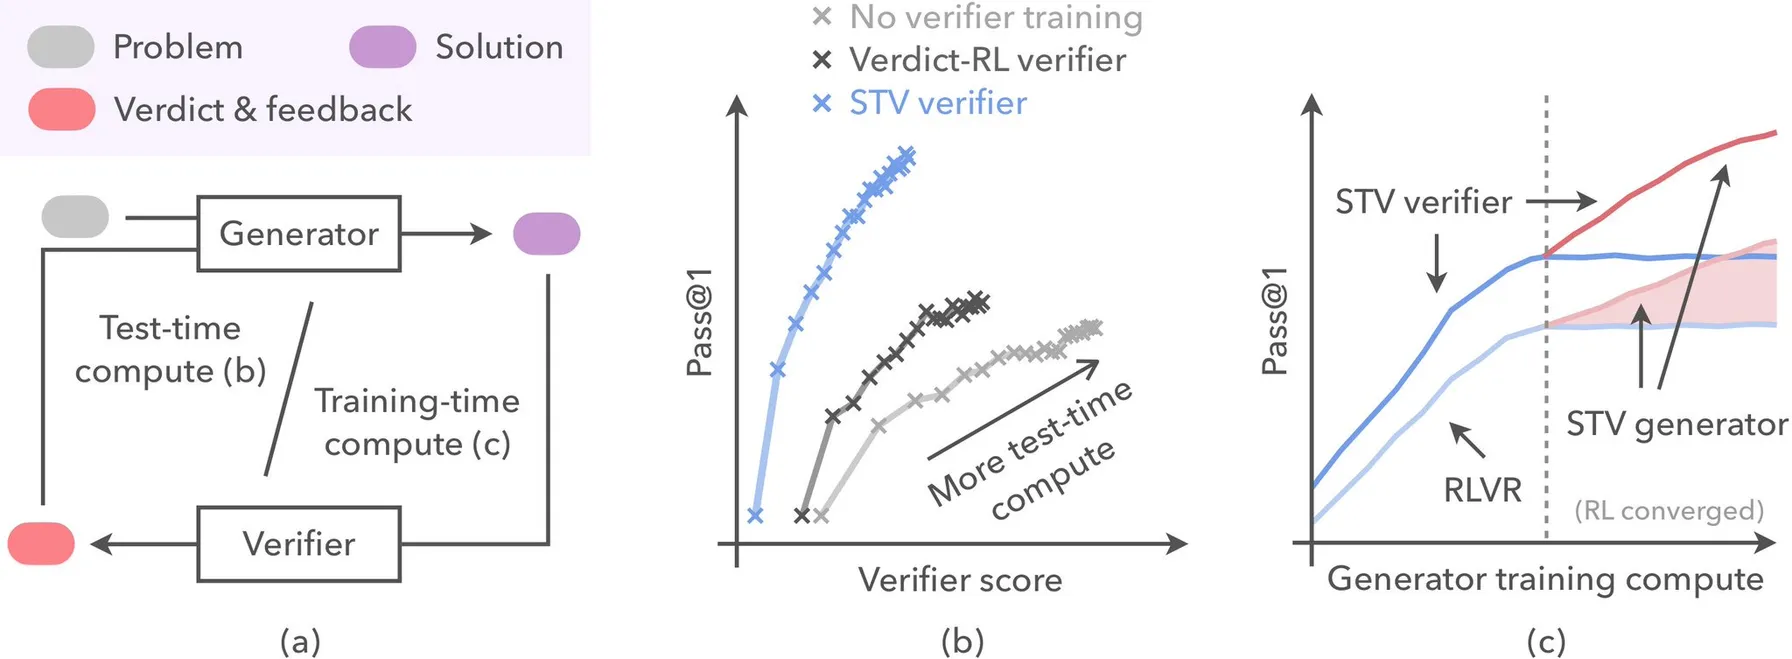 Problem
Solution
Verdict & feedback
Generator
Test-time
compute (b)
Training-time
compute (c)
Verifier
(a)
No verifier training
Verdict-RL verifier
STV verifier
Pass@1
More test-time
compute
Verifier score
(b)
Pass@1
STV verifier
STV generator
RLVR
(RL converged)
Generator training compute
(c)